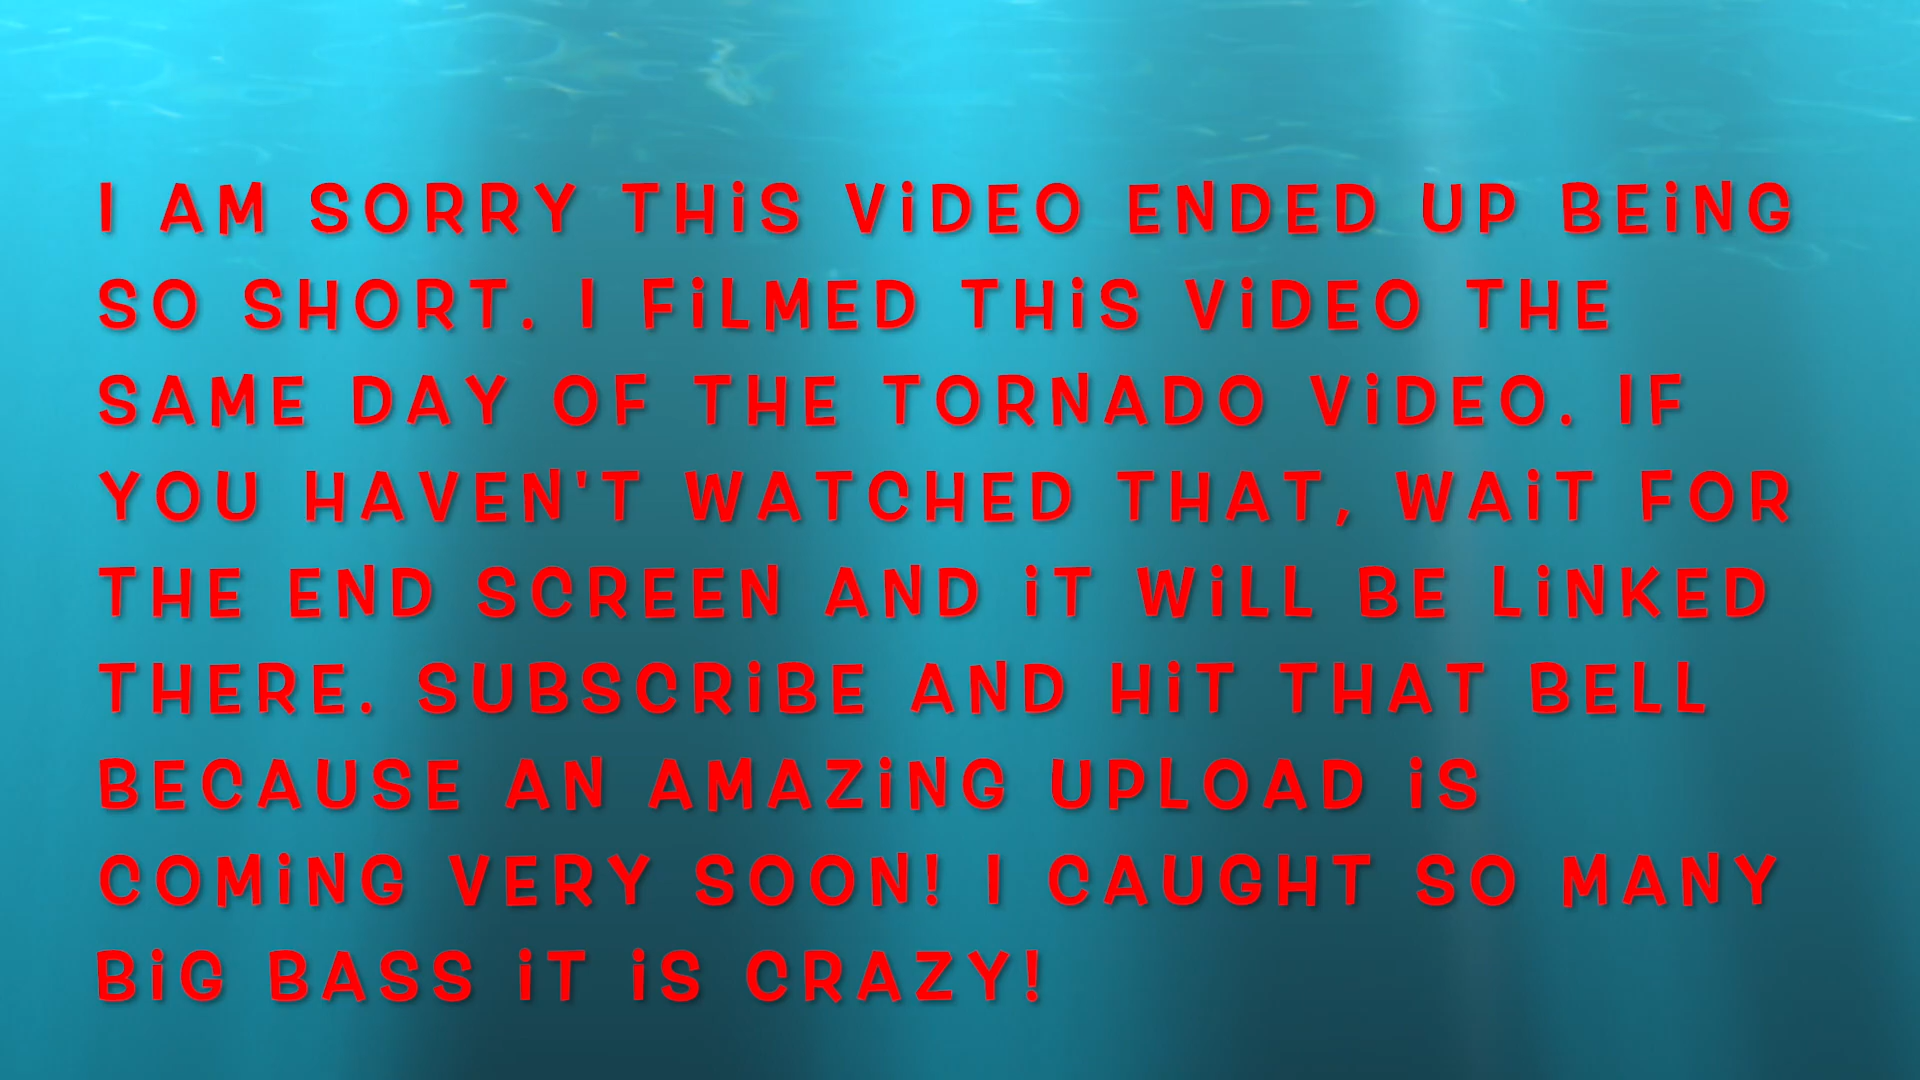 I AM SORRY THiS ViDEO ENDED UP BEiNG
SO SHORT. I FiLMED THiS ViDEO THE
SAME DAY OF THE TORNADO ViDEO. IF
YOU HAVEN'T WATCHED THAT, WAiT FOR
THE END SCREEN AND iT WiLL BE LiNKED
THERE. SUBSCRiBE AND HiT THAT BELL
BECAUSE AN AMAZiNG UPLOAD iS
COMiNG VERY SOON! I CAUGHT SO MANY
BiG BASS iT iS CRAZY!